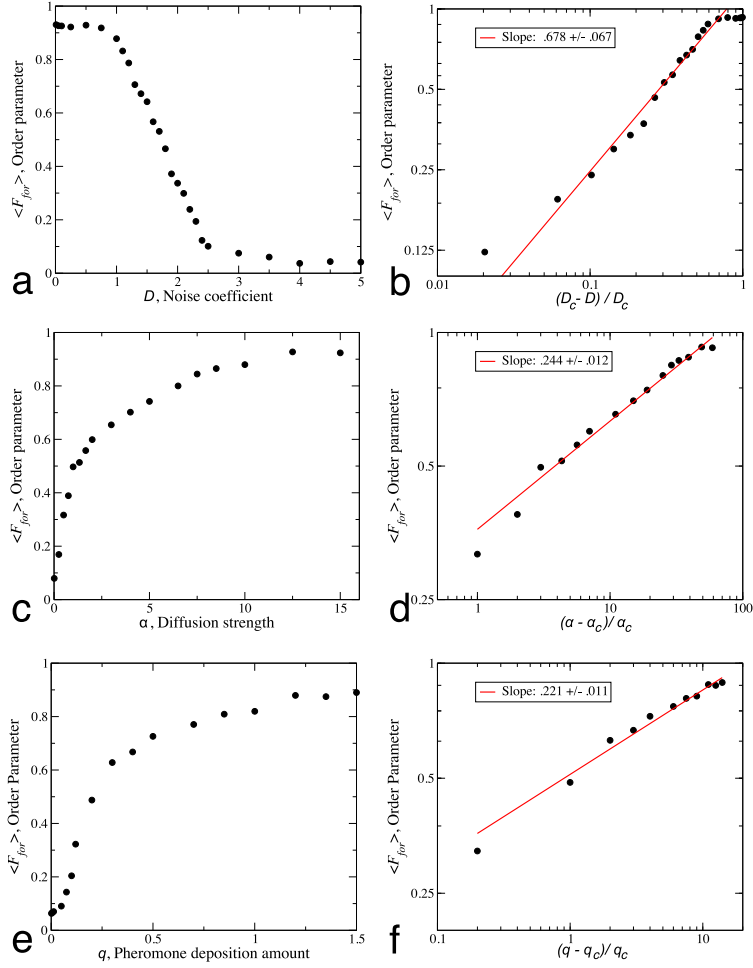 1
0.8
0.6
0.4
0.2
0
<F_for>, Order parameter
0 1 2 3 4 5
D, Noise coefficient
a
1
0.5
0.25
0.125
<F_for>, Order parameter
Slope: .678 +/- .067
0.01 0.1 1
(D_c- D) / D_c
b
1
0.8
0.6
0.4
0.2
0
<F_for>, Order parameter
0 5 10 15
α, Diffusion strength
c
1
0.5
0.25
<F_for>, Order parameter
Slope: .244 +/- .012
1 10 100
(α - α_c)/ α_c
d
1
0.8
0.6
0.4
0.2
0
<F_for>, Order Parameter
0 0.5 1 1.5
q, Pheromone deposition amount
e
1
0.5
0.25
<F_for>, Order Parameter
Slope: .221 +/- .011
0.1 1 10
(q - q_c)/ q_c
f